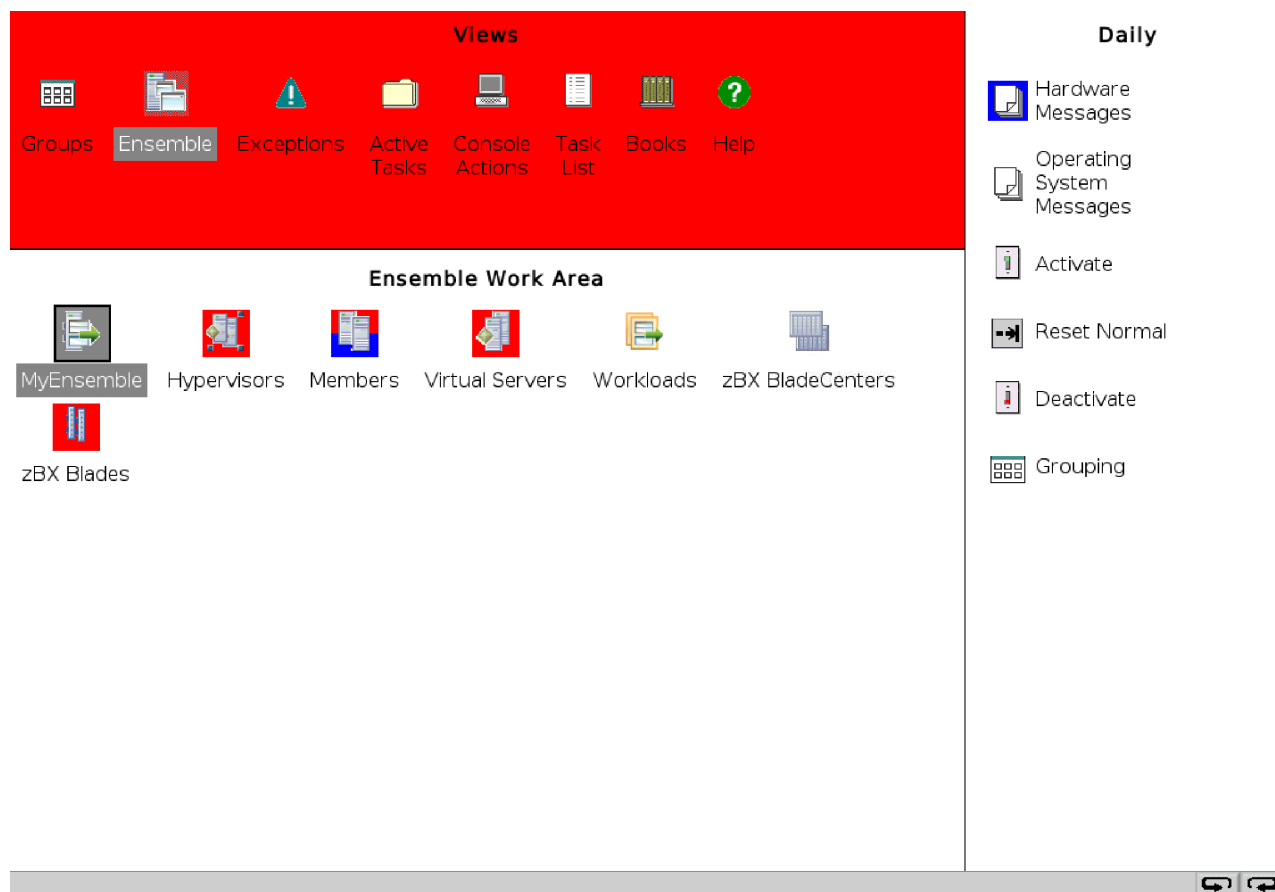 Views
Groups Ensemble Exceptions Active Tasks Console Actions Task List Books Help
Ensemble Work Area
MyEnsemble Hypervisors Members Virtual Servers Workloads zBX BladeCenters
zBX Blades
Daily
Hardware
Messages
Operating
System
Messages
Activate
Reset Normal
Deactivate
Grouping